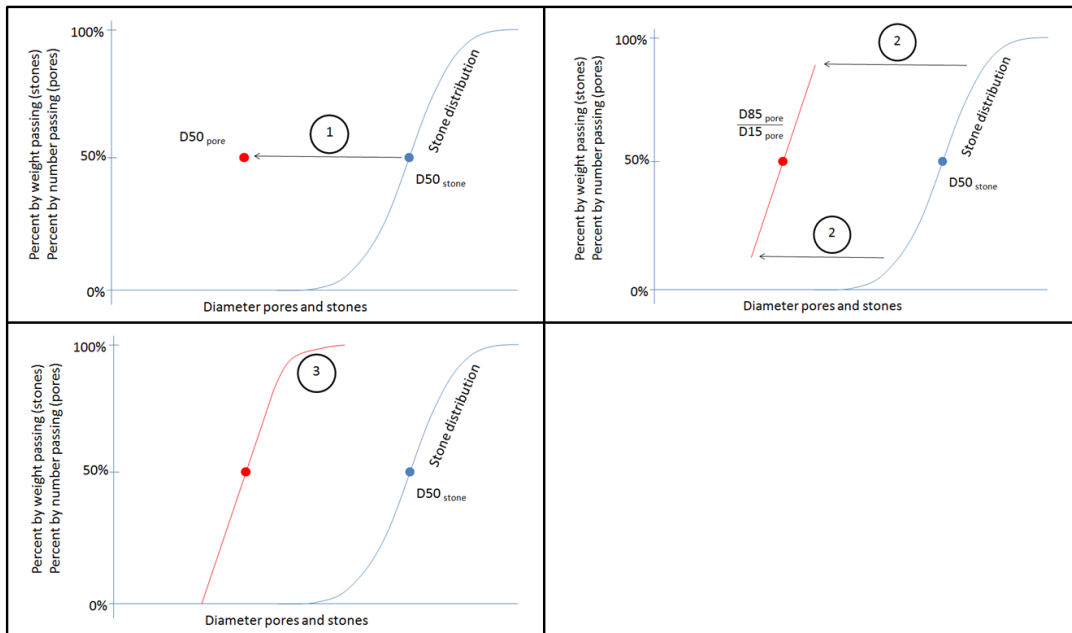 Percent by weight passing (stones)
Percent by number passing (pores)
100%
50%
0%
D50 pore
1
Stone distribution
D50 stone
Diameter pores and stones
Percent by weight passing (stones)
Percent by number passing (pores)
100%
50%
0%
2
D85 pore
D15 pore
Stone distribution
D50 stone
2
Diameter pores and stones
Percent by weight passing (stones)
Percent by number passing (pores)
100%
50%
0%
3
Stone distribution
D50 stone
Diameter pores and stones